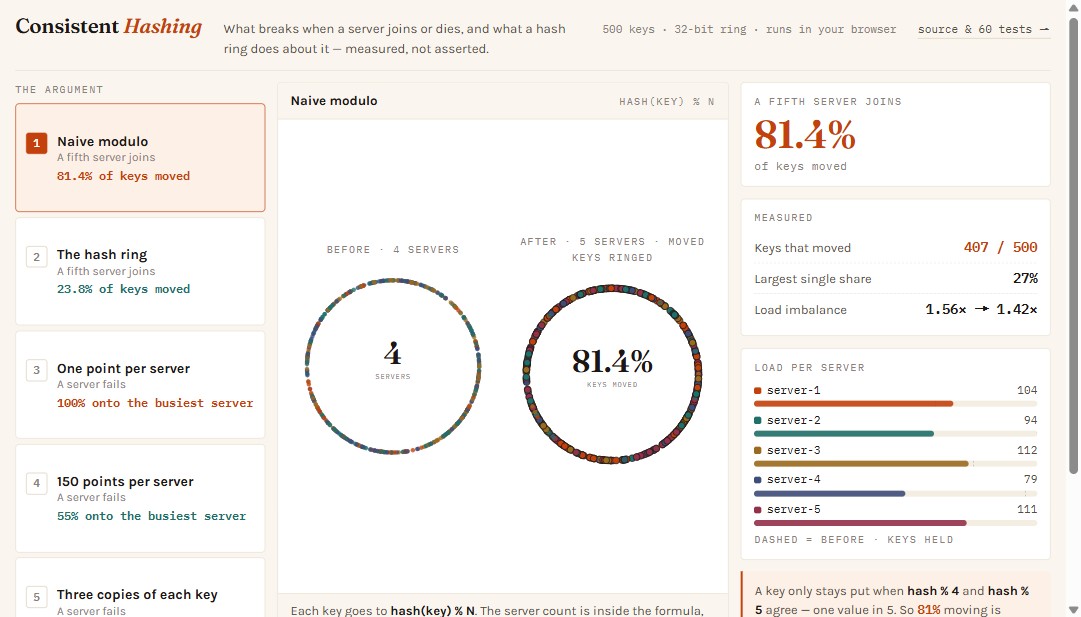 Consistent Hashing
What breaks when a server joins or dies, and what a hash
ring does about it — measured, not asserted.
500 keys · 32-bit ring · runs in your browser
source & 60 tests →
THE ARGUMENT
1
Naive modulo
A fifth server joins
81.4% of keys moved
2
The hash ring
A fifth server joins
23.8% of keys moved
3
One point per server
A server fails
100% onto the busiest server
4
150 points per server
A server fails
55% onto the busiest server
5
Three copies of each key
A server fails
Naive modulo
HASH(KEY) % N
BEFORE · 4 SERVERS
4
SERVERS
AFTER · 5 SERVERS · MOVED
KEYS RINGED
81.4%
KEYS MOVED
Each key goes to hash(key) % N. The server count is inside the formula,
A FIFTH SERVER JOINS
81.4%
of keys moved
MEASURED
Keys that moved 407 / 500
Largest single share 27%
Load imbalance 1.56× → 1.42×
LOAD PER SERVER
server-1 104
server-2 94
server-3 112
server-4 79
server-5 111
DASHED = BEFORE · KEYS HELD
A key only stays put when hash % 4 and hash %
5 agree — one value in 5. So 81% moving is